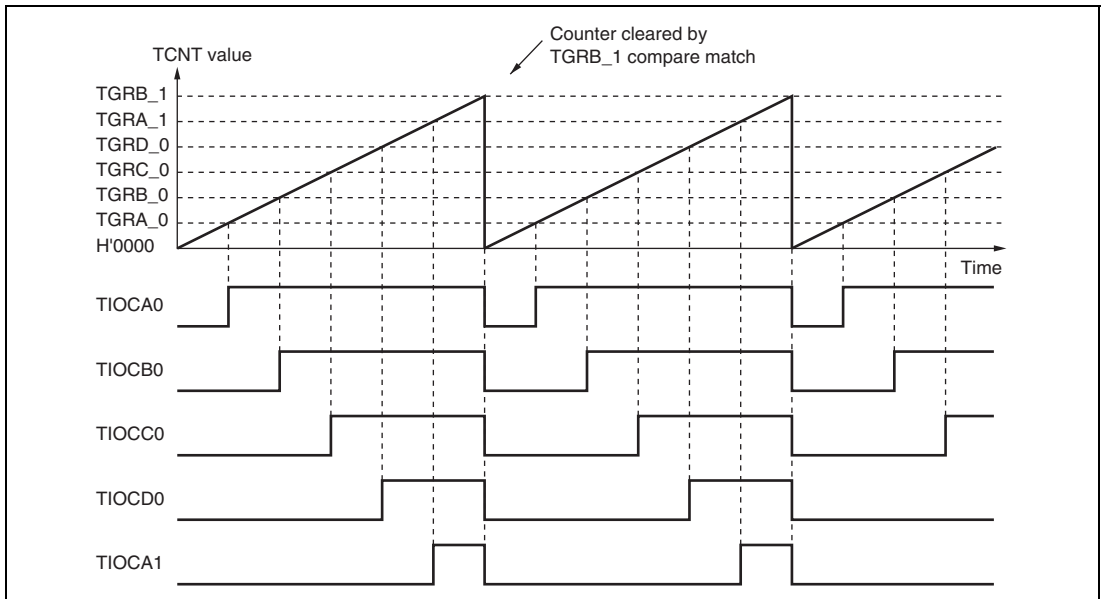 Counter cleared by
TGRB_1 compare match
TCNT value
TGRB_1
TGRA_1
TGRD_0
TGRC_0
TGRB_0
TGRA_0
H'0000
Time
TIOCA0
TIOCB0
TIOCC0
TIOCD0
TIOCA1